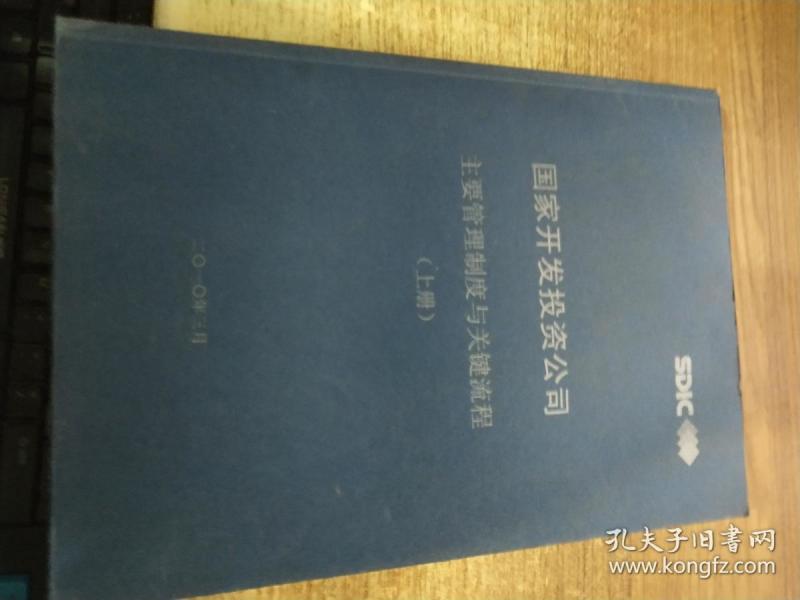 SDIC
国家开发投资公司
主要管理制度与关键流程
(上册)
二〇一〇年三月
孔夫子旧书网
www.kongfz.com